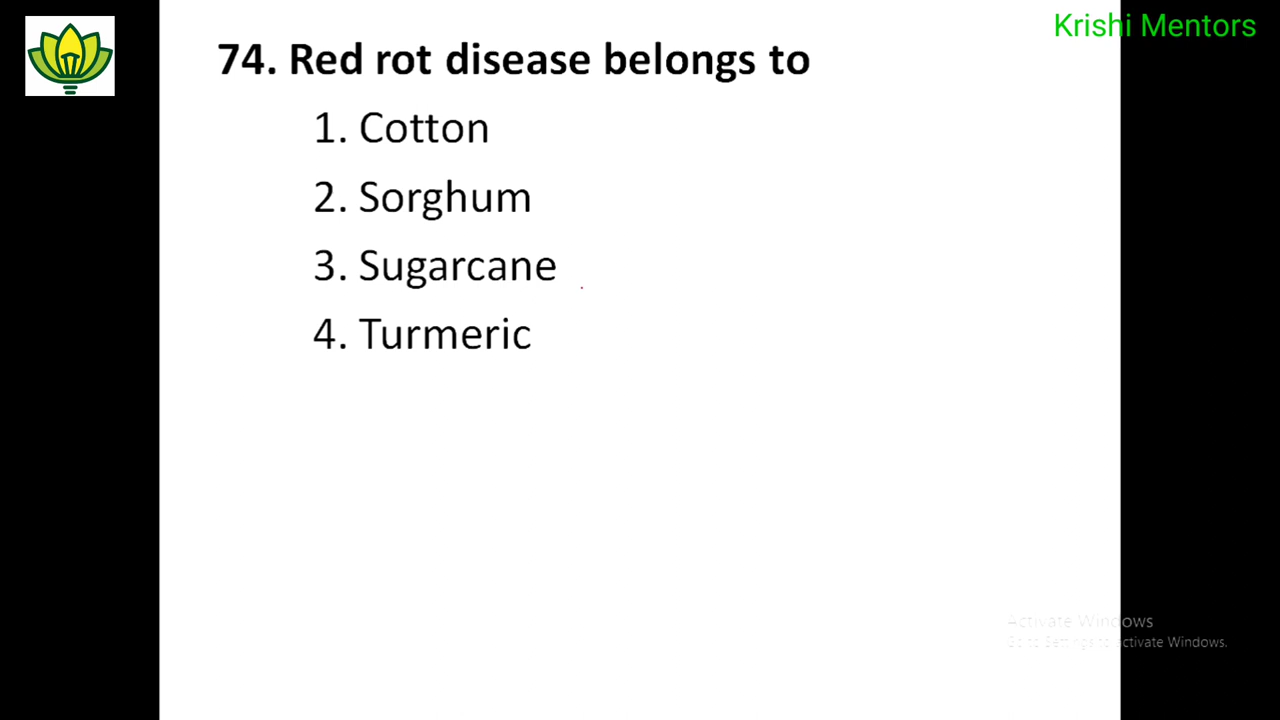 Krishi Mentors
74. Red rot disease belongs to
1. Cotton
2. Sorghum
3. Sugarcane
4. Turmeric
Activate Windows
Go to Settings to activate Windows.